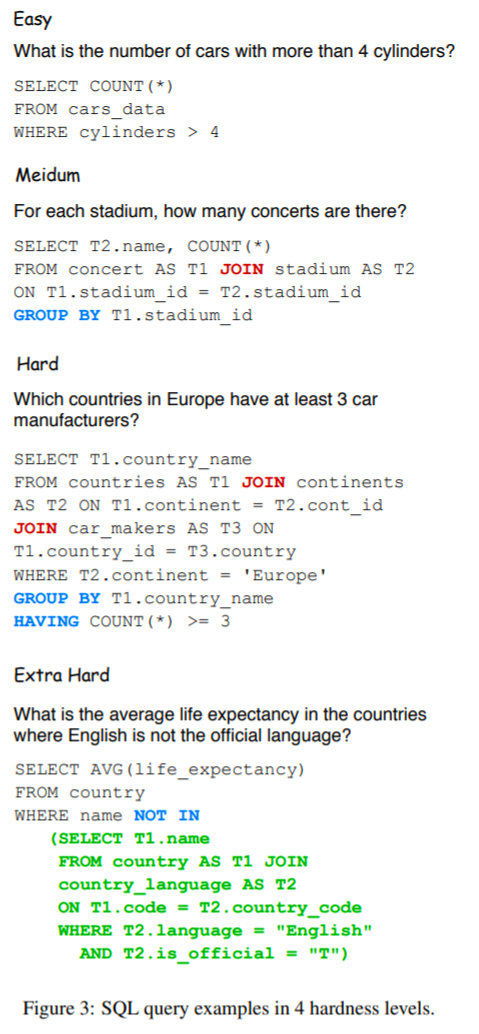 Easy
What is the number of cars with more than 4 cylinders?
SELECT COUNT(*)
FROM cars_data
WHERE cylinders > 4
Meidum
For each stadium, how many concerts are there?
SELECT T2.name, COUNT(*)
FROM concert AS T1 JOIN stadium AS T2
ON T1.stadium_id = T2.stadium_id
GROUP BY T1.stadium_id
Hard
Which countries in Europe have at least 3 car
manufacturers?
SELECT T1.country_name
FROM countries AS T1 JOIN continents
AS T2 ON T1.continent = T2.cont_id
JOIN car_makers AS T3 ON
T1.country_id = T3.country
WHERE T2.continent = 'Europe'
GROUP BY T1.country_name
HAVING COUNT(*) >= 3
Extra Hard
What is the average life expectancy in the countries
where English is not the official language?
SELECT AVG(life_expectancy)
FROM country
WHERE name NOT IN
(SELECT T1.name
FROM country AS T1 JOIN
country_language AS T2
ON T1.code = T2.country_code
WHERE T2.language = "English"
AND T2.is_official = "T")
Figure 3: SQL query examples in 4 hardness levels.